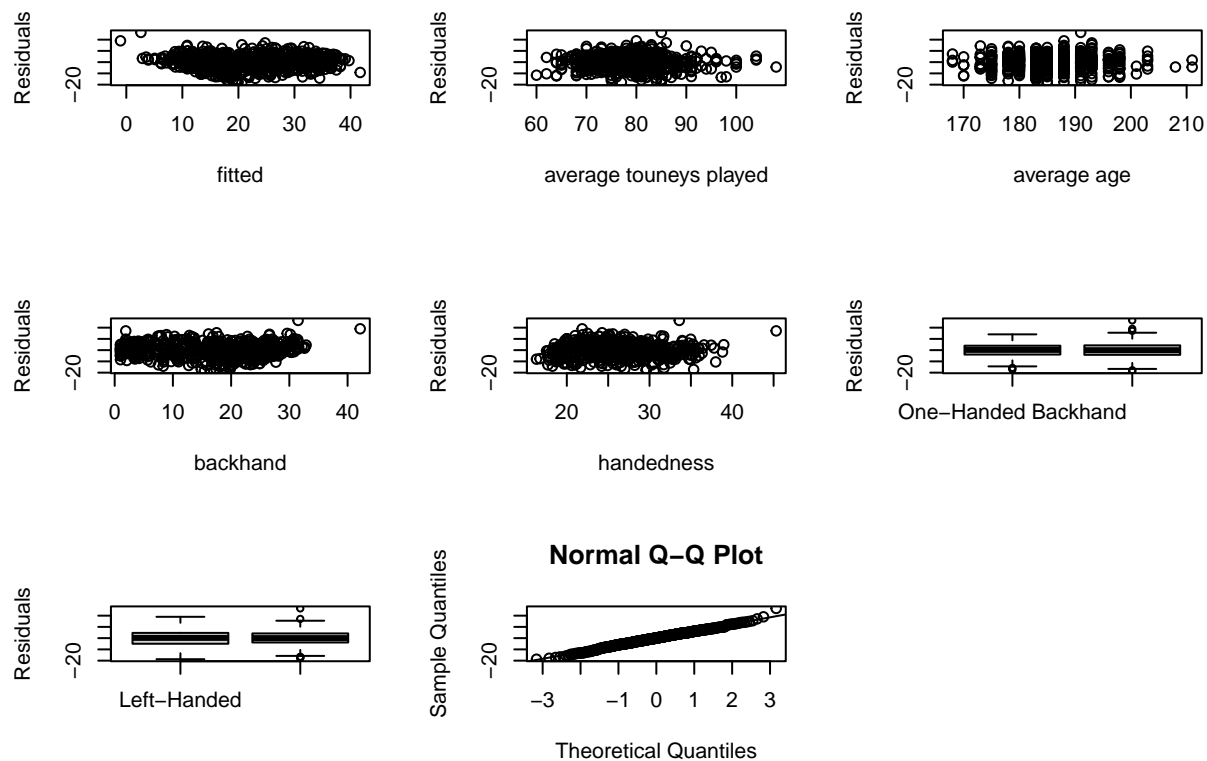 Residuals
−20
0 10 20 30 40
fitted
Residuals
−20
60 70 80 90 100
average touneys played
Residuals
−20
170 180 190 200 210
average age
Residuals
−20
0 10 20 30 40
backhand
Residuals
−20
20 30 40
handedness
Residuals
−20
One−Handed Backhand
Residuals
−20
Left−Handed
Normal Q−Q Plot
Sample Quantiles
−20
−3 −1 0 1 2 3
Theoretical Quantiles